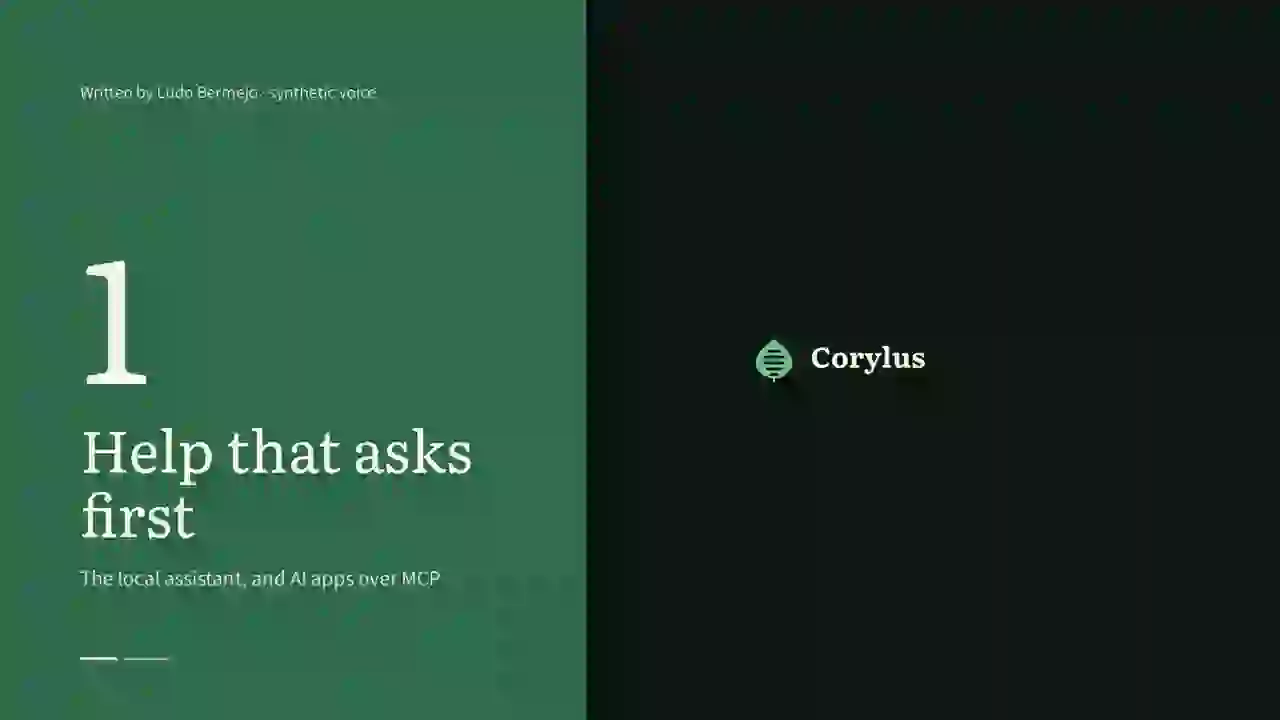 Written by Ludo Bermejo · synthetic voice
1
Help that asks
first
The local assistant, and AI apps over MCP
Corylus